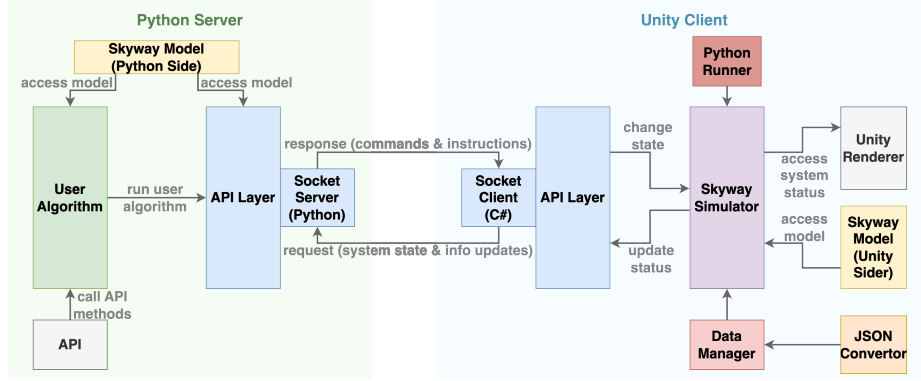 Python Server
Unity Client
Skyway Model
(Python Side)
access model
access model
User
Algorithm
run user
algorithm
API Layer
Socket
Server
(Python)
call API
methods
API
response (commands & instructions)
request (system state & info updates)
Socket
Client
(C#)
API Layer
change
state
update
status
Python
Runner
Skyway
Simulator
access
system
status
Unity
Renderer
access
model
Skyway
Model
(Unity
Sider)
Data
Manager
JSON
Convertor